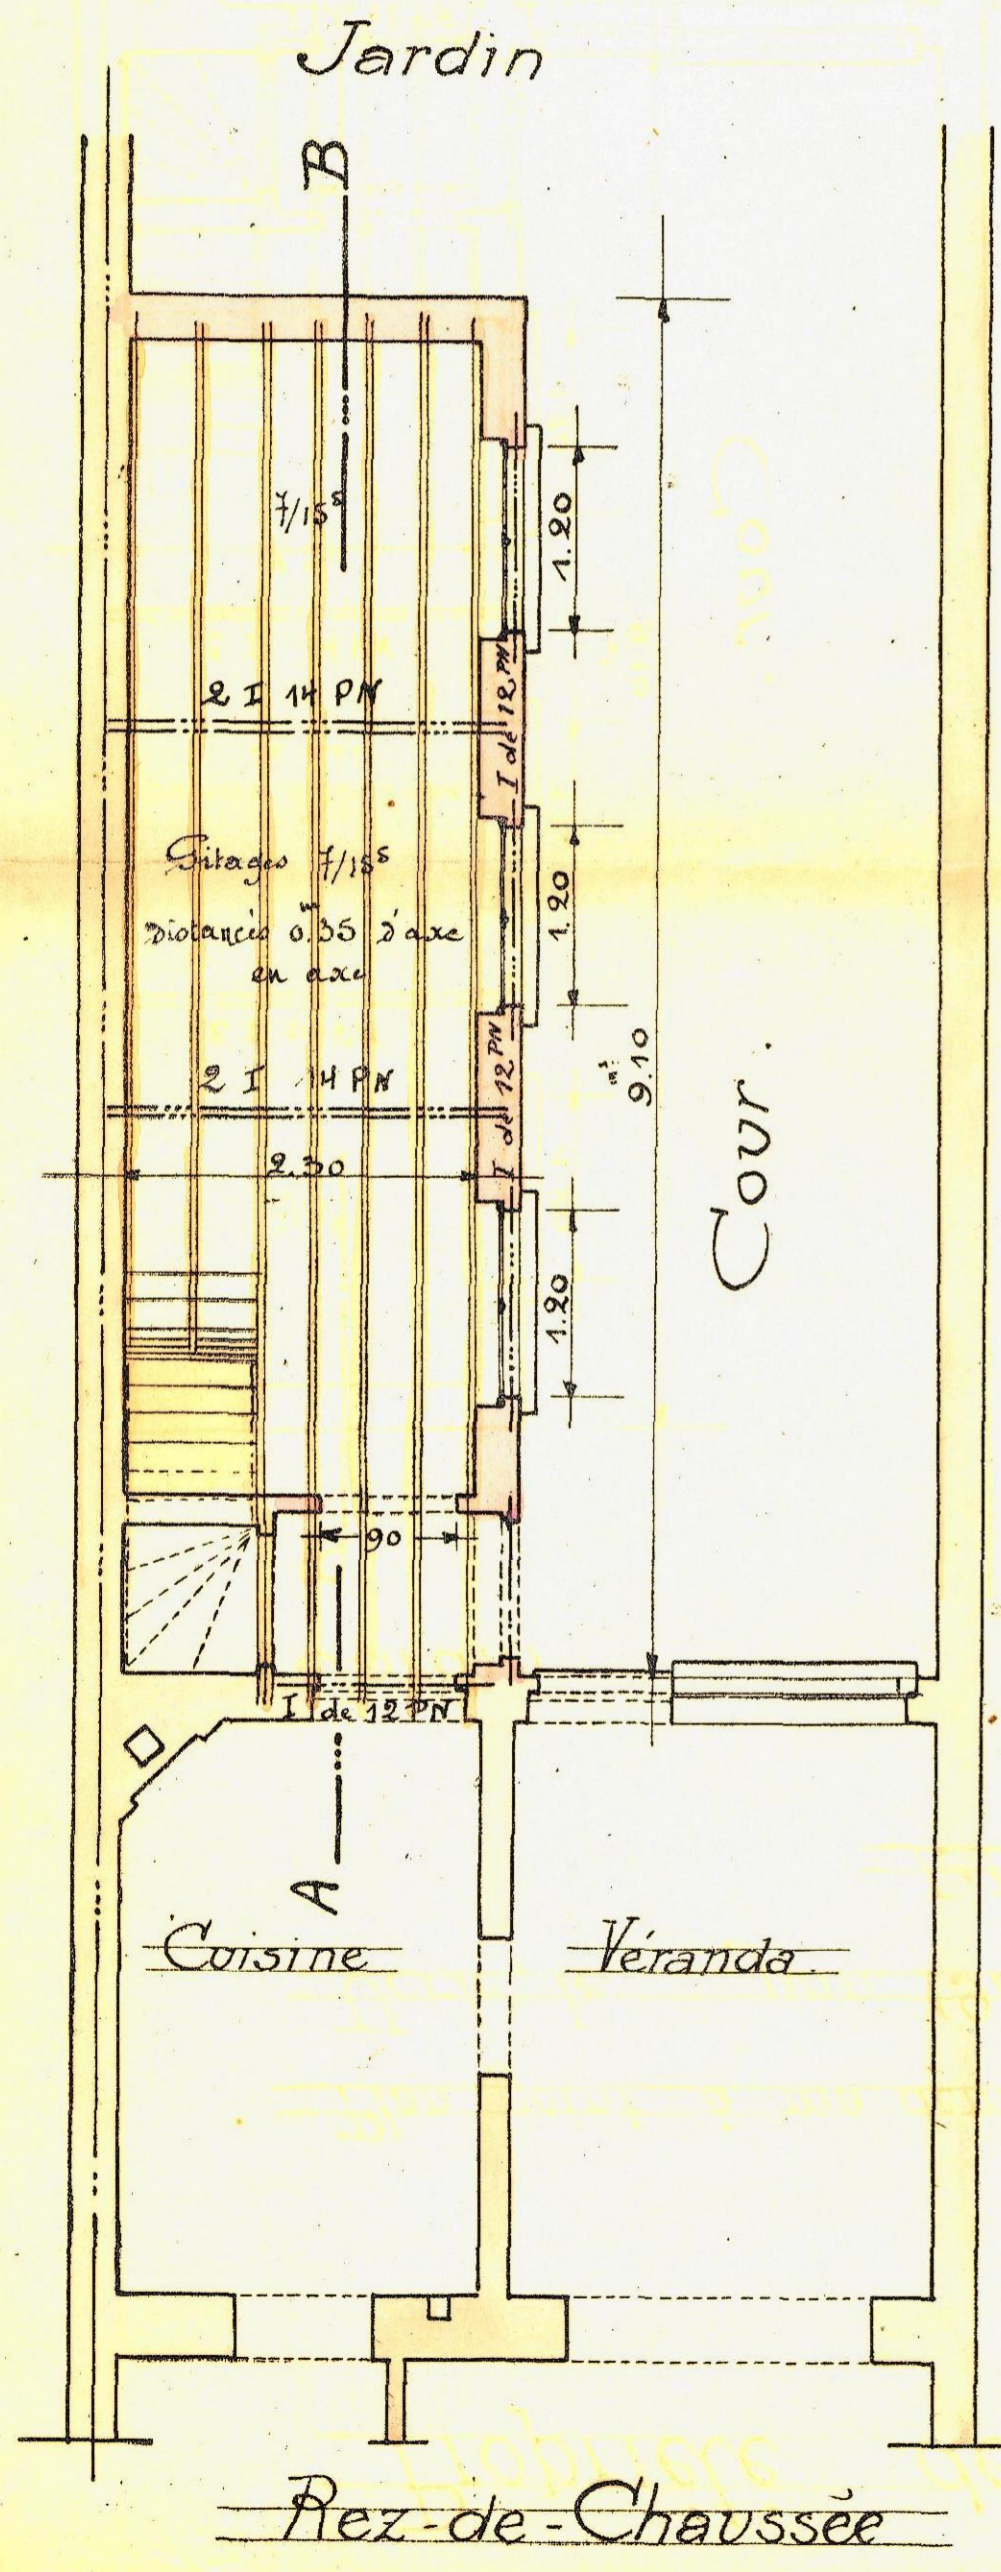 Jardin
B
7/15s
1.20
2 I 14 PN
I de 12 PN
Gitages 7/15s
Distancés 0.m35 d'axe
en axe
1.20
9.10
2 I 14 PN
I de 12 PN
Cour.
2.30
1.20
90
I de 12 PN
A
Cuisine
Véranda.
Rez-de-Chaussée